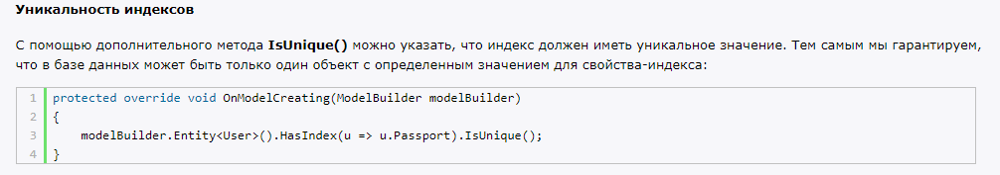 Уникальность индексов
С помощью дополнительного метода IsUnique() можно указать, что индекс должен иметь уникальное значение. Тем самым мы гарантируем,
что в базе данных может быть только один объект с определенным значением для свойства-индекса:
1 protected override void OnModelCreating(ModelBuilder modelBuilder)
2 {
3     modelBuilder.Entity<User>().HasIndex(u => u.Passport).IsUnique();
4 }